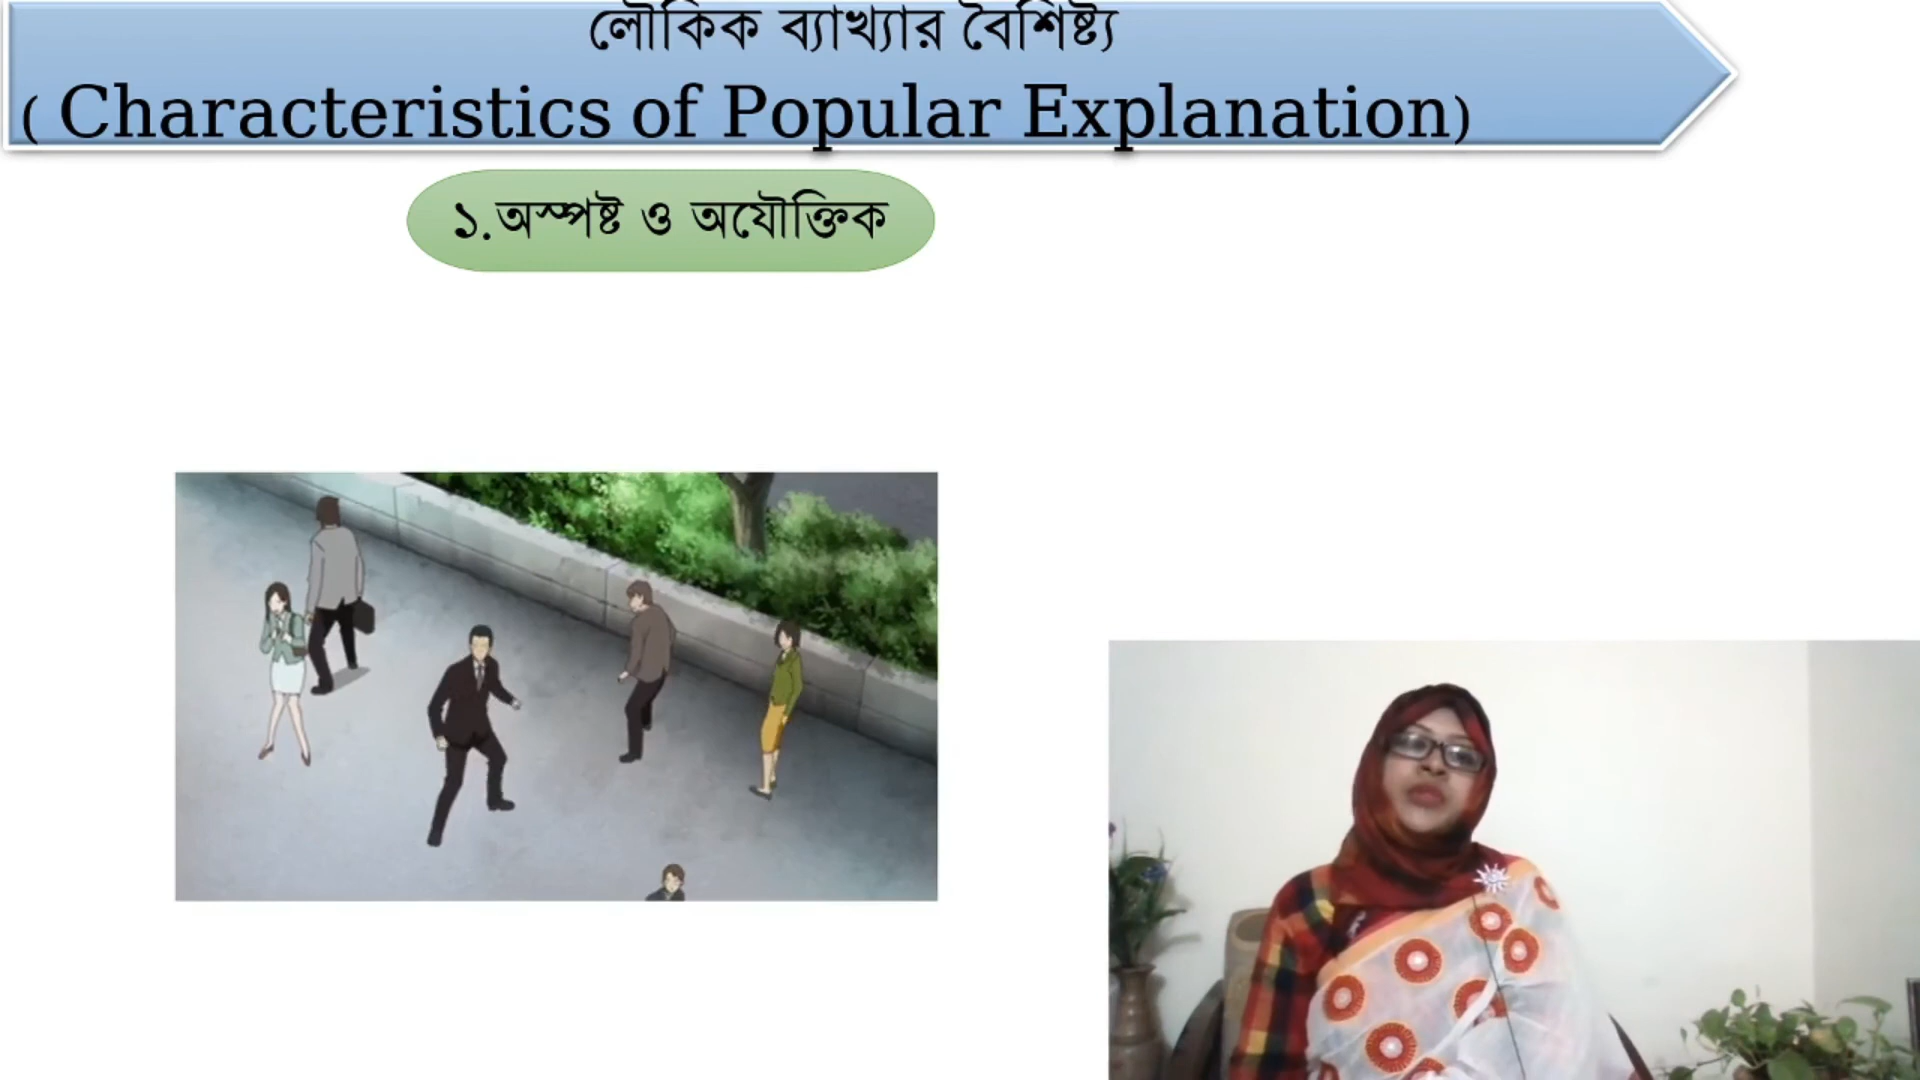 লৌকিক ব্যাখ্যার বৈশিষ্ট্য
( Characteristics of Popular Explanation)
১.অস্পষ্ট ও অযৌক্তিক